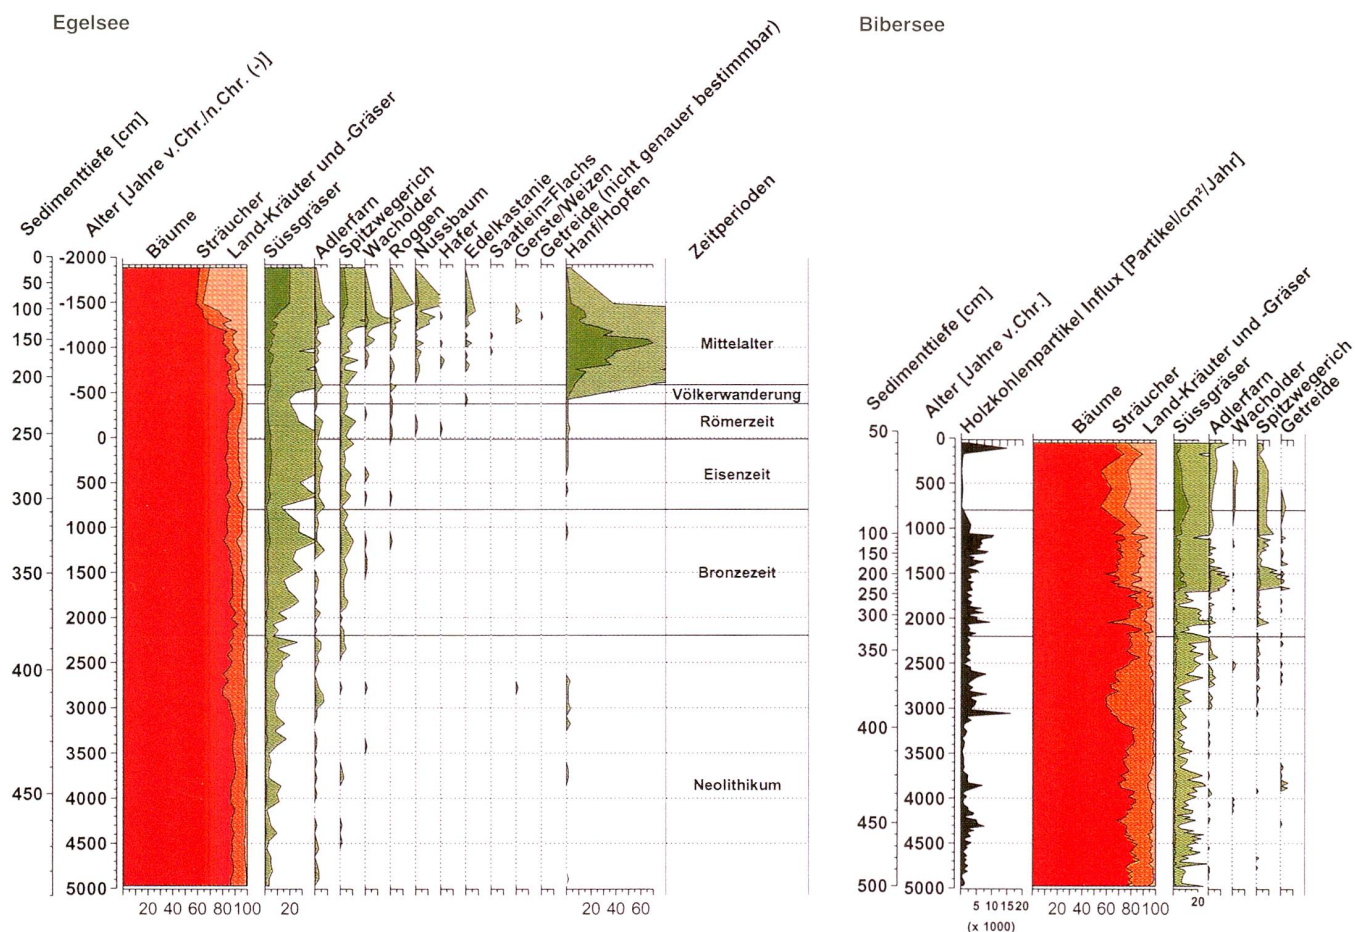 Egelsee
Sedimenttiefe [cm]
Alter [Jahre v.Chr./n.Chr. (-)]
Bäume
Sträucher
Land-Kräuter und -Gräser
Süssgräser
Adlerfarn
Spitzwegerich
Wacholder
Roggen
Nussbaum
Hafer
Edelkastanie
Saatlein=Flachs
Gerste/Weizen
Getreide (nicht genauer bestimmbar)
Hanf/Hopfen
Zeitperioden
0
50
100
150
200
250
300
350
400
450
-2000
-1500
-1000
-500
0
500
1000
1500
2000
2500
3000
3500
4000
4500
5000
Mittelalter
Völkerwanderung
Römerzeit
Eisenzeit
Bronzezeit
Neolithikum
20 40 60 80 100
20
20 40 60
Bibersee
Sedimenttiefe [cm]
Alter [Jahre v.Chr.]
Holzkohlenpartikel Influx [Partikel/cm²/Jahr]
Bäume
Sträucher
Land-Kräuter und -Gräser
Süssgräser
Adlerfarn
Wacholder
Spitzwegerich
Getreide
50
100
150
200
250
300
350
400
450
500
0
500
1000
1500
2000
2500
3000
3500
4000
4500
5000
5 10 15 20
(x 1000)
20 40 60 80 100
20